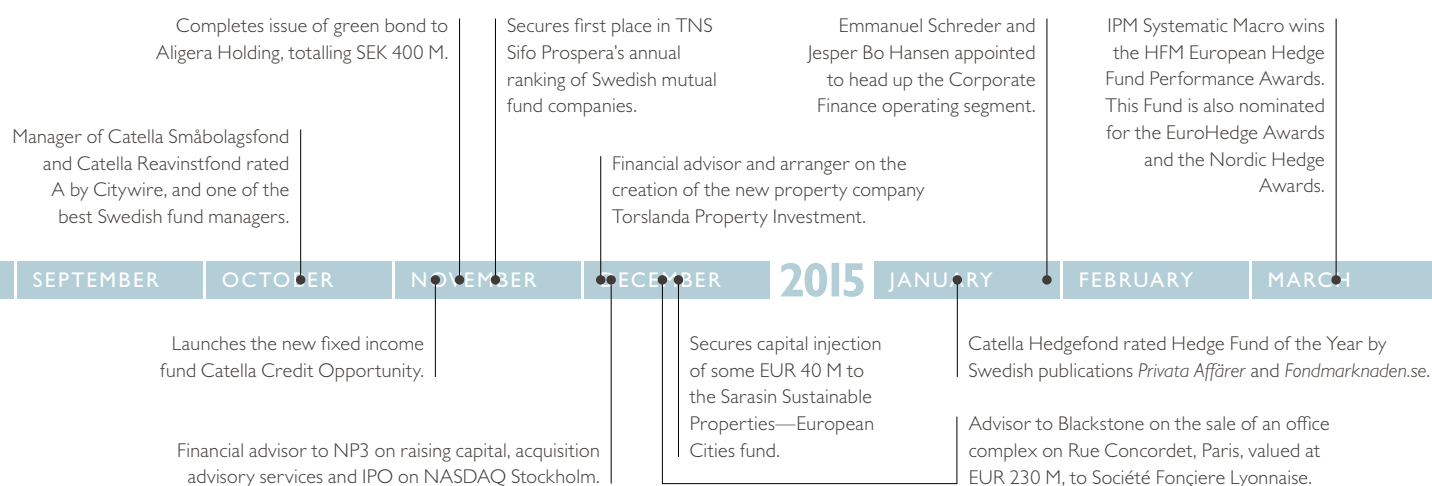 Completes issue of green bond to
Aligera Holding, totalling SEK 400 M.
Secures first place in TNS
Sifo Prospera’s annual
ranking of Swedish mutual
fund companies.
Emmanuel Schreder and
Jesper Bo Hansen appointed
to head up the Corporate
Finance operating segment.
IPM Systematic Macro wins
the HFM European Hedge
Fund Performance Awards.
This Fund is also nominated
for the EuroHedge Awards
and the Nordic Hedge
Awards.
Manager of Catella Småbolagsfond
and Catella Reavinstfond rated
A by Citywire, and one of the
best Swedish fund managers.
Financial advisor and arranger on the
creation of the new property company
Torslanda Property Investment.
SEPTEMBER OCTOBER NOVEMBER DECEMBER 2015 JANUARY FEBRUARY MARCH
Launches the new fixed income
fund Catella Credit Opportunity.
Secures capital injection
of some EUR 40 M to
the Sarasin Sustainable
Properties—European
Cities fund.
Catella Hedgefond rated Hedge Fund of the Year by
Swedish publications Privata Affärer and Fondmarknaden.se.
Financial advisor to NP3 on raising capital, acquisition
advisory services and IPO on NASDAQ Stockholm.
Advisor to Blackstone on the sale of an office
complex on Rue Concordet, Paris, valued at
EUR 230 M, to Société Fonçiere Lyonnaise.